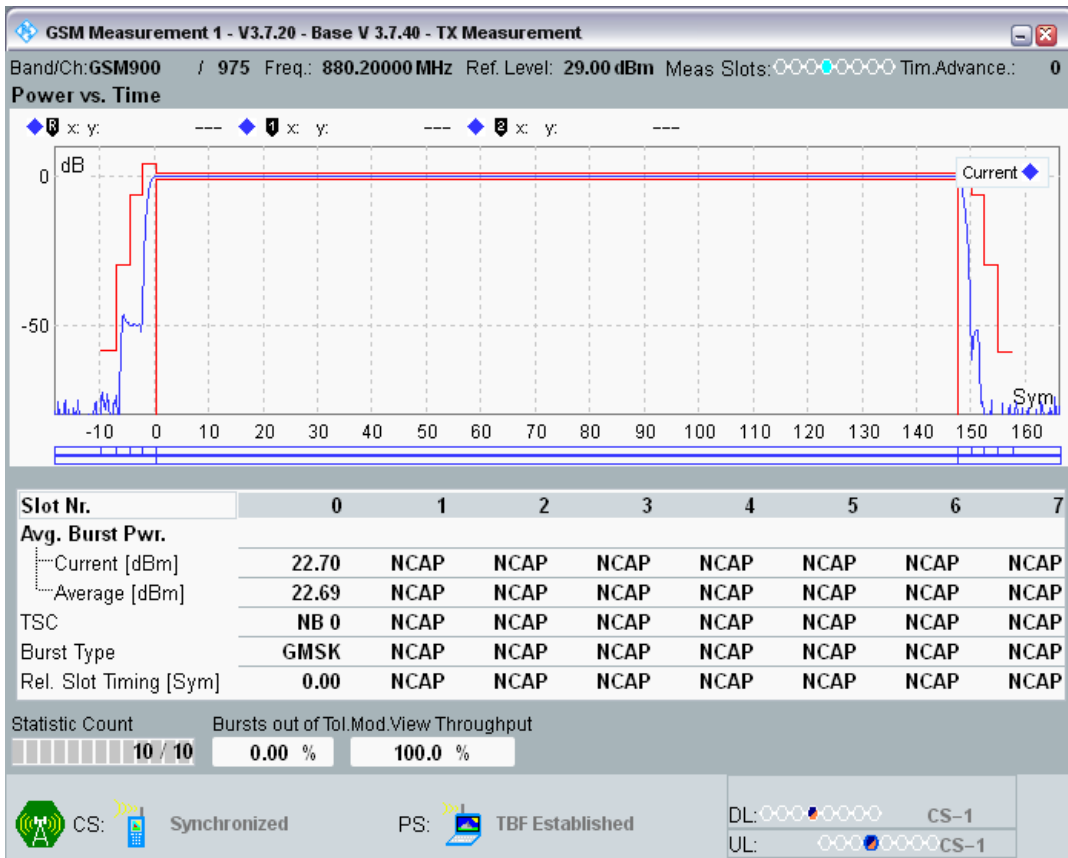 GSM Measurement 1 - V3.7.20 - Base V 3.7.40 - TX Measurement
Band/Ch:GSM900 / 975 Freq.: 880.20000 MHz Ref. Level: 29.00 dBm Meas Slots: Tim.Advance.: 0
Power vs. Time
R x: y: --- 1 x: y: --- 2 x: y: ---
dB
Current
0
-50
Sym
-10 0 10 20 30 40 50 60 70 80 90 100 110 120 130 140 150 160
Slot Nr. 0 1 2 3 4 5 6 7
Avg. Burst Pwr.
Current [dBm] 22.70 NCAP NCAP NCAP NCAP NCAP NCAP NCAP
Average [dBm] 22.69 NCAP NCAP NCAP NCAP NCAP NCAP NCAP
TSC NB 0 NCAP NCAP NCAP NCAP NCAP NCAP NCAP
Burst Type GMSK NCAP NCAP NCAP NCAP NCAP NCAP NCAP
Rel. Slot Timing [Sym] 0.00 NCAP NCAP NCAP NCAP NCAP NCAP NCAP
Statistic Count Bursts out of Tol.Mod.View Throughput
10 / 10 0.00 % 100.0 %
CS: Synchronized PS: TBF Established
DL: CS-1
UL: CS-1